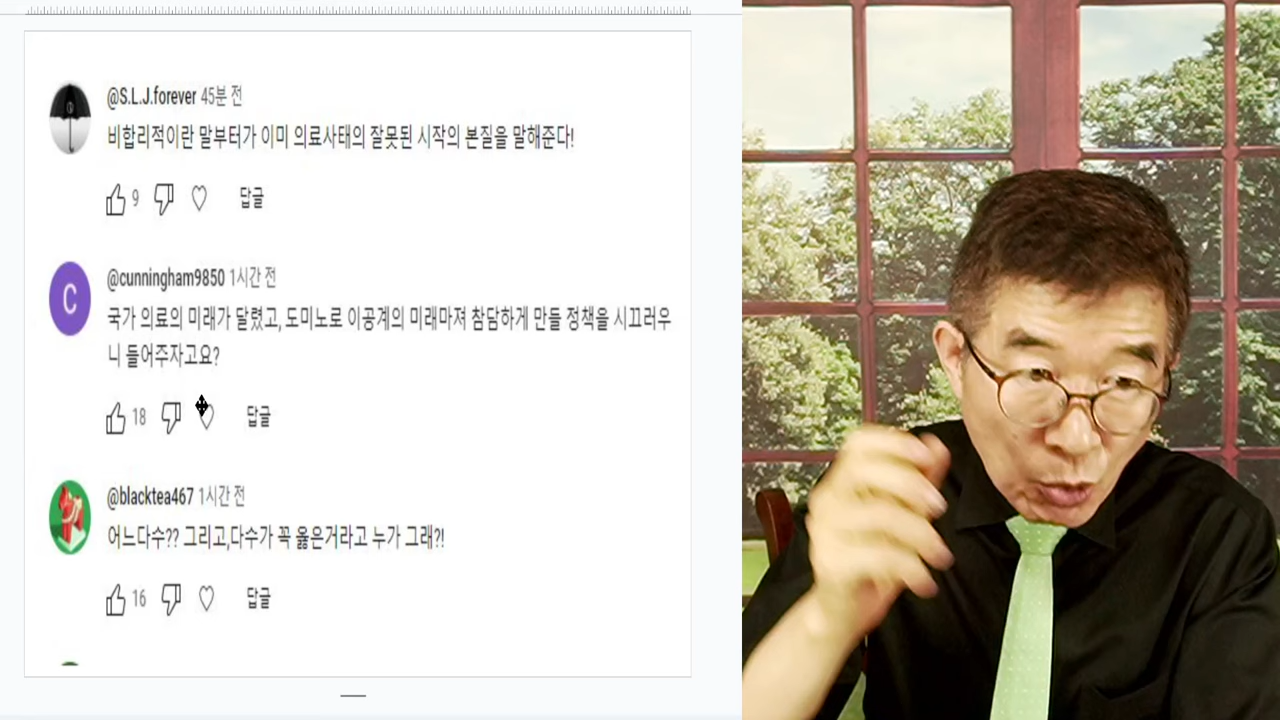 @S.L.J.forever 45분 전
비합리적이란 말부터가 이미 의료사태의 잘못된 시작의 본질을 말해준다!
9 답글
C
@cunningham9850 1시간 전
국가 의료의 미래가 달렸고, 도미노로 이공계의 미래마져 참담하게 만들 정책을 시끄러우
니 들어주자고요?
18 답글
@blacktea467 1시간 전
어느다수?? 그리고,다수가 꼭 옳은거라고 누가 그래?!
16 답글